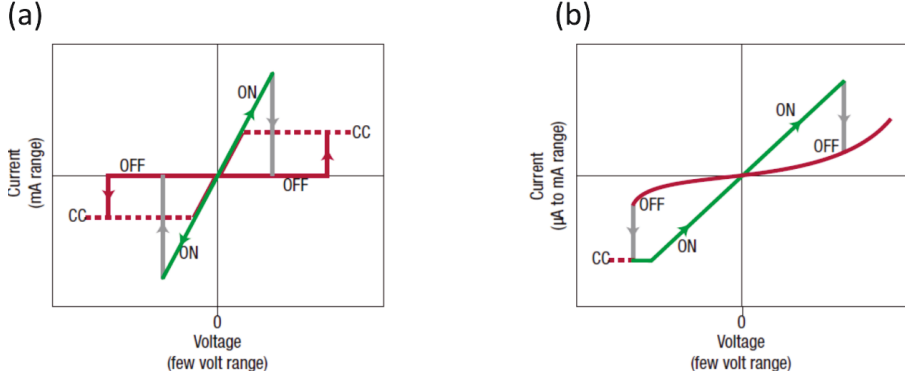 (a)
ON
CC
OFF
OFF
CC
ON
Current
(mA range)
0
Voltage
(few volt range)
(b)
ON
OFF
OFF
ON
CC
Current
(μA to mA range)
0
Voltage
(few volt range)